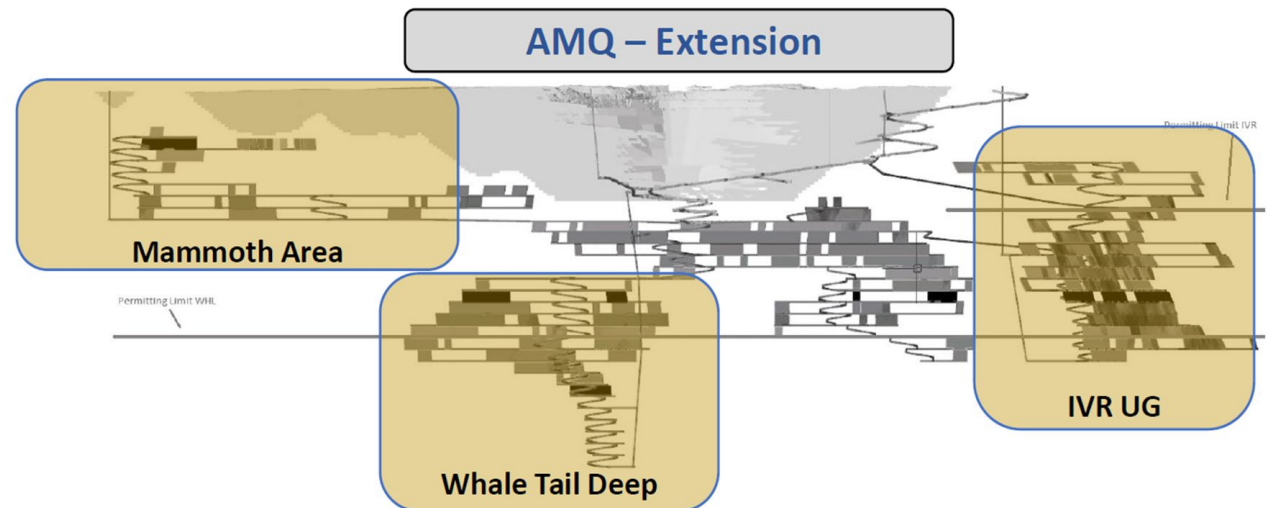 AMQ – Extension
Permitting Limit IVR
Mammoth Area
Permitting Limit WHL
IVR UG
Whale Tail Deep